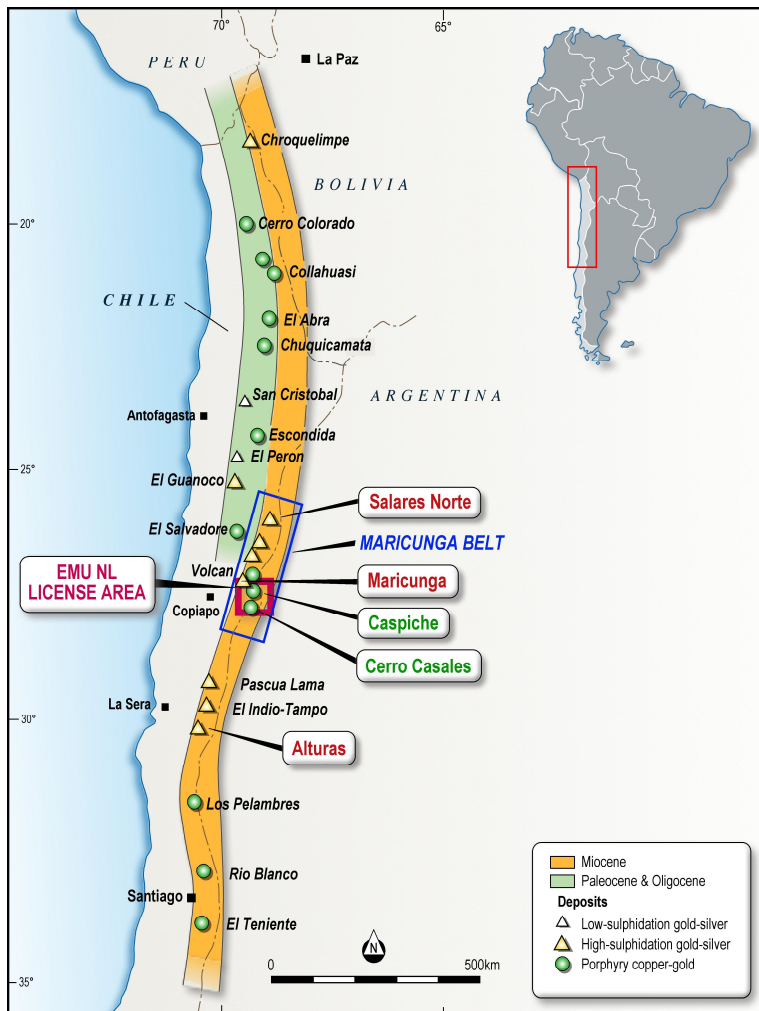 70°
65°
PERU
La Paz
Chroquelimpe
BOLIVIA
20°
Cerro Colorado
Collahuasi
CHILE
El Abra
Chuquicamata
San Cristobal
ARGENTINA
Antofagasta
Escondida
El Peron
25°
El Guanoco
Salares Norte
El Salvadore
MARICUNGA BELT
Volcan
EMU NL
LICENSE AREA
Maricunga
Copiapo
Caspiche
Cerro Casales
Pascua Lama
La Sera
El Indio-Tampo
30°
Alturas
Los Pelambres
Rio Blanco
Santiago
El Teniente
35°
N
0
500km
Miocene
Paleocene & Oligocene
Deposits
Low-sulphidation gold-silver
High-sulphidation gold-silver
Porphyry copper-gold